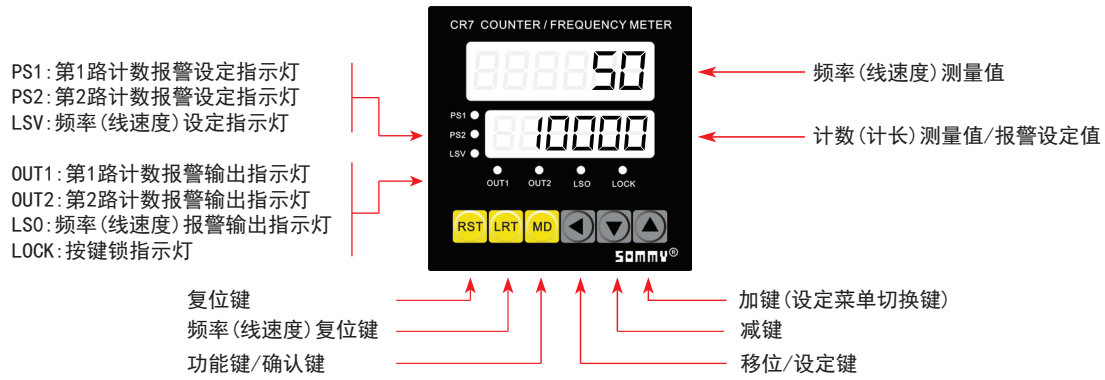 CR7 COUNTER / FREQUENCY METER
PS1:第1路计数报警设定指示灯
PS2:第2路计数报警设定指示灯
LSV:频率(线速度)设定指示灯
OUT1:第1路计数报警输出指示灯
OUT2:第2路计数报警输出指示灯
LSO:频率(线速度)报警输出指示灯
LOCK:按键锁指示灯
50
PS1
PS2
LSV
10000
OUT1 OUT2 LSO LOCK
RST LRT MD
SOMMY®
频率(线速度)测量值
计数(计长)测量值/报警设定值
复位键
频率(线速度)复位键
功能键/确认键
加键(设定菜单切换键)
减键
移位/设定键